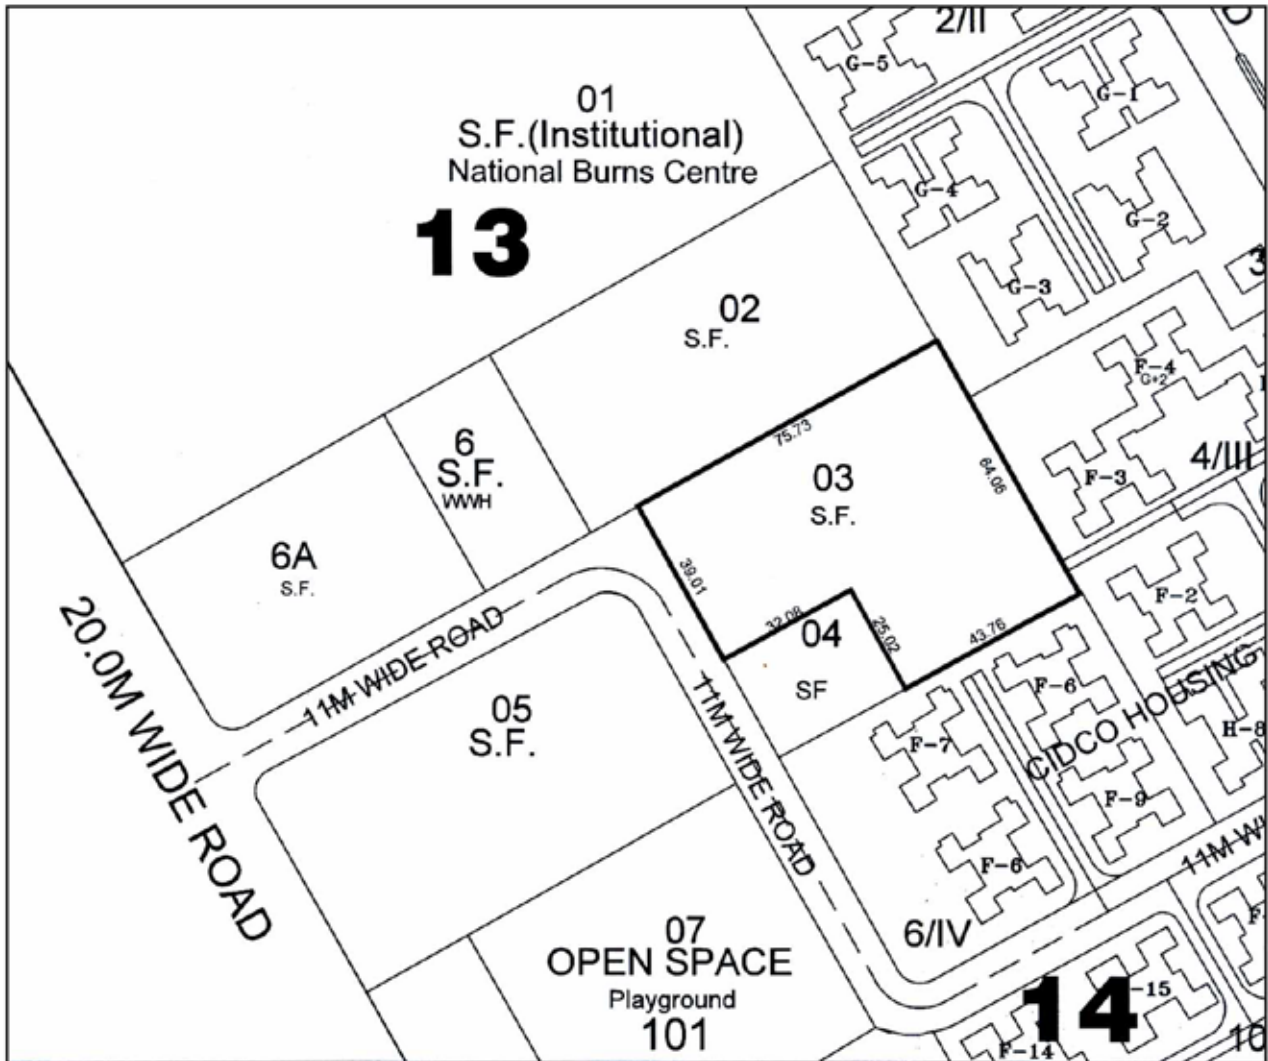 2/II
G-5
G-1
01
S.F.(Institutional)
National Burns Centre
13
G-4
G-2
G-3
3
02
S.F.
F-4
G+2
75.73
64.06
03
S.F.
F-3
4/III
6
S.F.
WWH
6A
S.F.
39.01
32.08
04
SF
25.02
43.76
F-2
20.0M WIDE ROAD
11M WIDE ROAD
11M WIDE ROAD
05
S.F.
F-6
CIDCO HOUSING
F-7
H-8
F-9
F-6
11M WI
6/IV
07
OPEN SPACE
Playground
101
14
-15
F-14
10